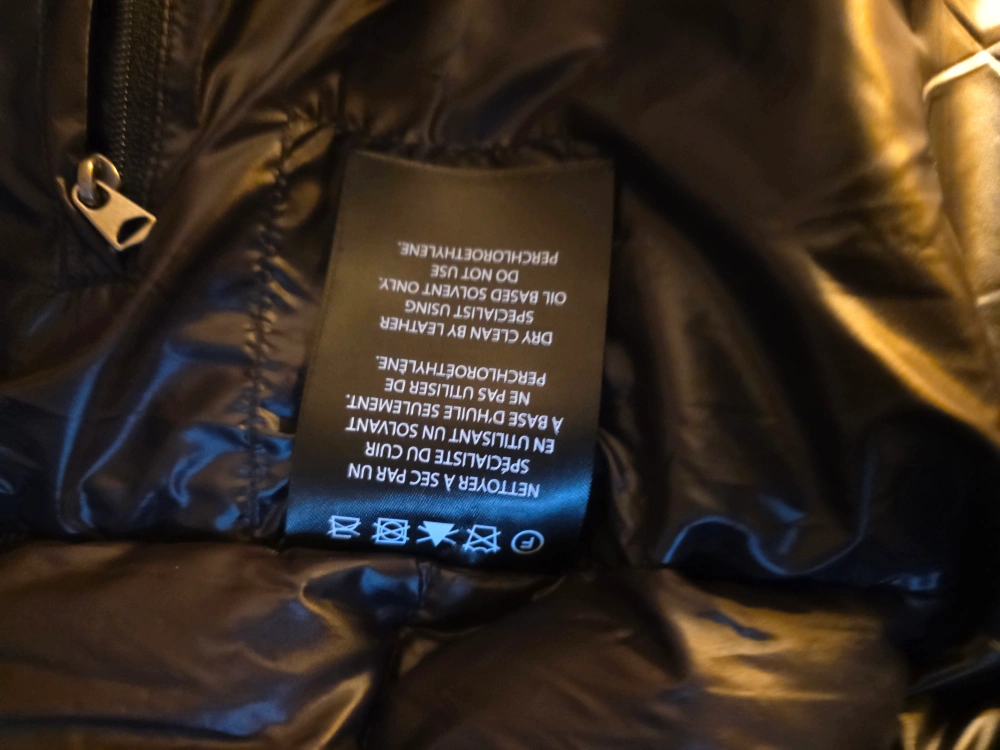 F
NETTOYER À SEC PAR UN
SPÉCIALISTE DU CUIR
EN UTILISANT UN SOLVANT
À BASE D'HUILE SEULEMENT.
NE PAS UTILISER DE
PERCHLOROÉTHYLÈNE.
DRY CLEAN BY LEATHER
SPECIALIST USING
OIL BASED SOLVENT ONLY.
DO NOT USE
PERCHLOROETHYLENE.